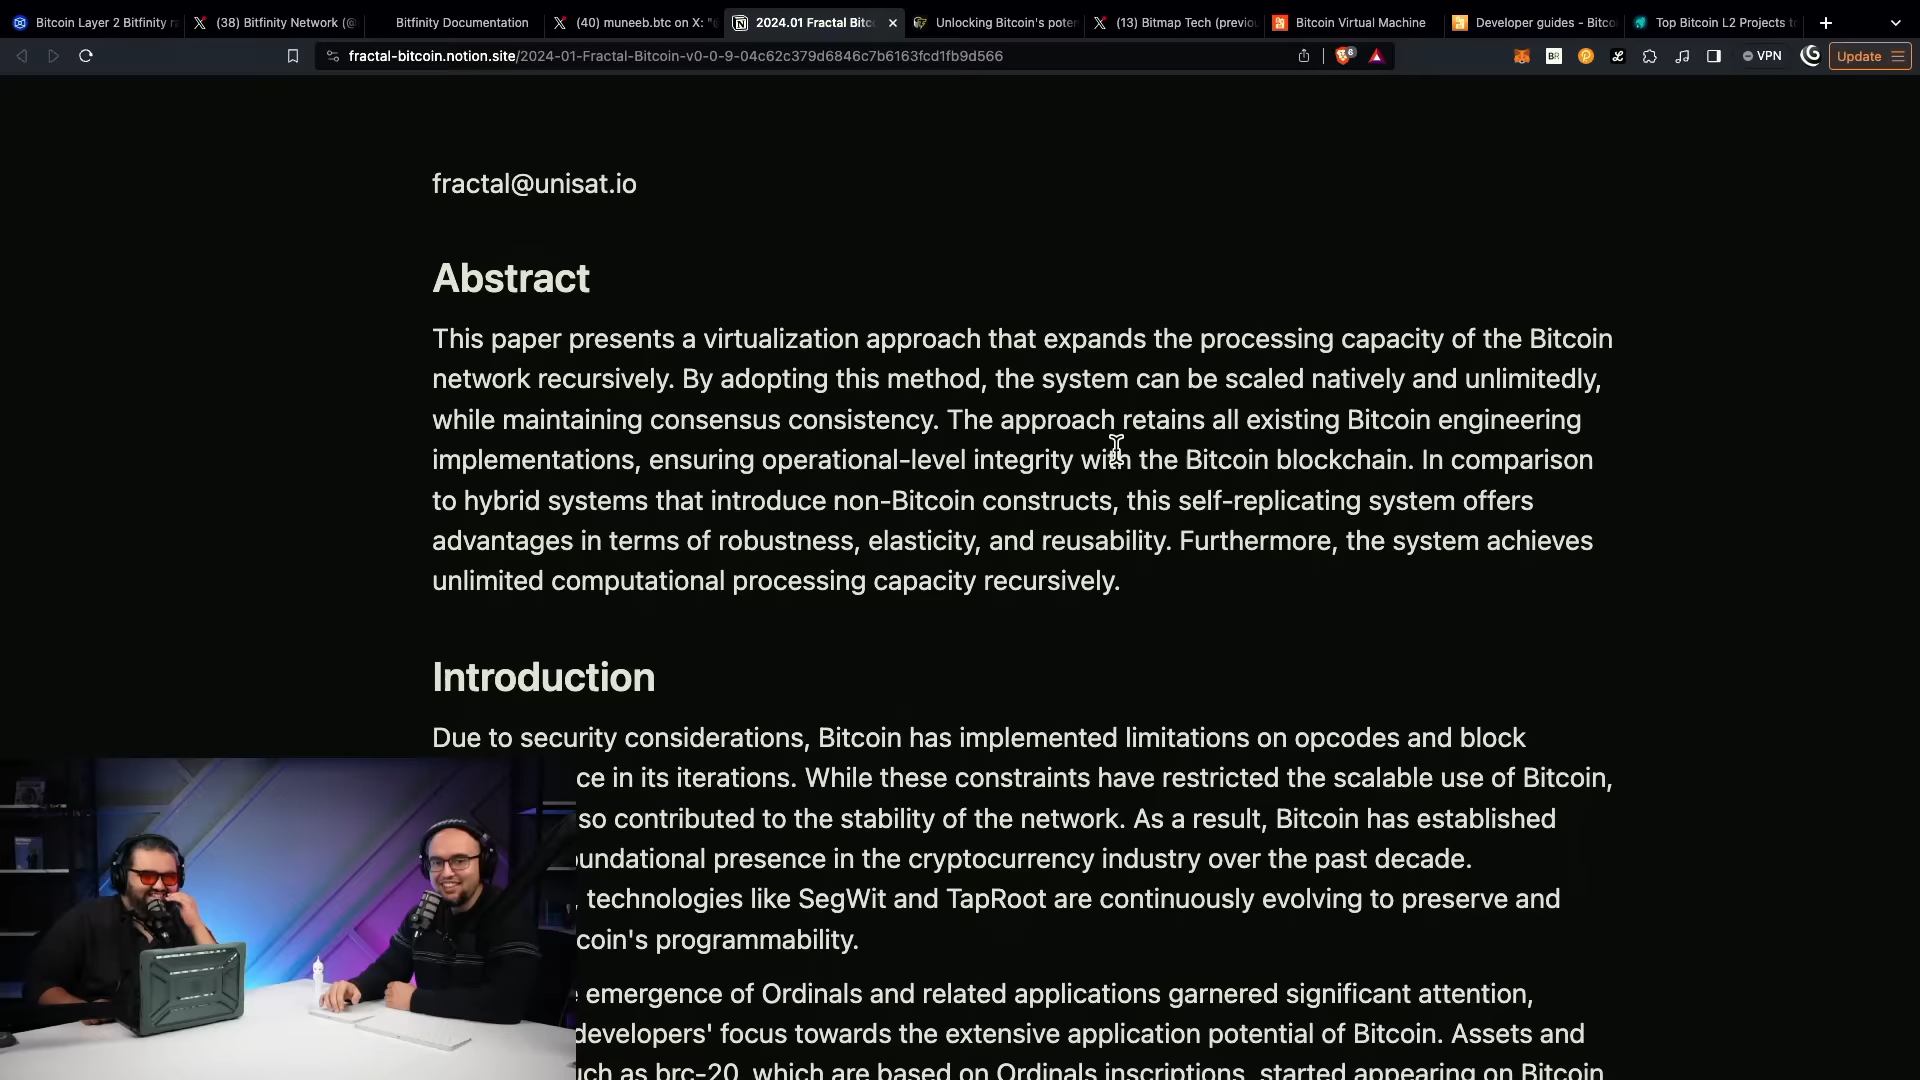 Bitcoin Layer 2 Bitfinity ra
(38) Bitfinity Network (@
Bitfinity Documentation
(40) muneeb.btc on X: "@
2024.01 Fractal Bitc
Unlocking Bitcoin's poten
(13) Bitmap Tech (previou
Bitcoin Virtual Machine
Developer guides - Bitco
Top Bitcoin L2 Projects t
fractal-bitcoin.notion.site/2024-01-Fractal-Bitcoin-v0-0-9-04c62c379d6846c7b6163fcd1fb9d566
6
BR
VPN
Update
fractal@unisat.io
Abstract
This paper presents a virtualization approach that expands the processing capacity of the Bitcoin
network recursively. By adopting this method, the system can be scaled natively and unlimitedly,
while maintaining consensus consistency. The approach retains all existing Bitcoin engineering
implementations, ensuring operational-level integrity with the Bitcoin blockchain. In comparison
to hybrid systems that introduce non-Bitcoin constructs, this self-replicating system offers
advantages in terms of robustness, elasticity, and reusability. Furthermore, the system achieves
unlimited computational processing capacity recursively.
Introduction
Due to security considerations, Bitcoin has implemented limitations on opcodes and block
ce in its iterations. While these constraints have restricted the scalable use of Bitcoin,
so contributed to the stability of the network. As a result, Bitcoin has established
oundational presence in the cryptocurrency industry over the past decade.
, technologies like SegWit and TapRoot are continuously evolving to preserve and
coin's programmability.
emergence of Ordinals and related applications garnered significant attention,
developers' focus towards the extensive application potential of Bitcoin. Assets and
uch as brc-20, which are based on Ordinals inscriptions, started appearing on Bitcoin